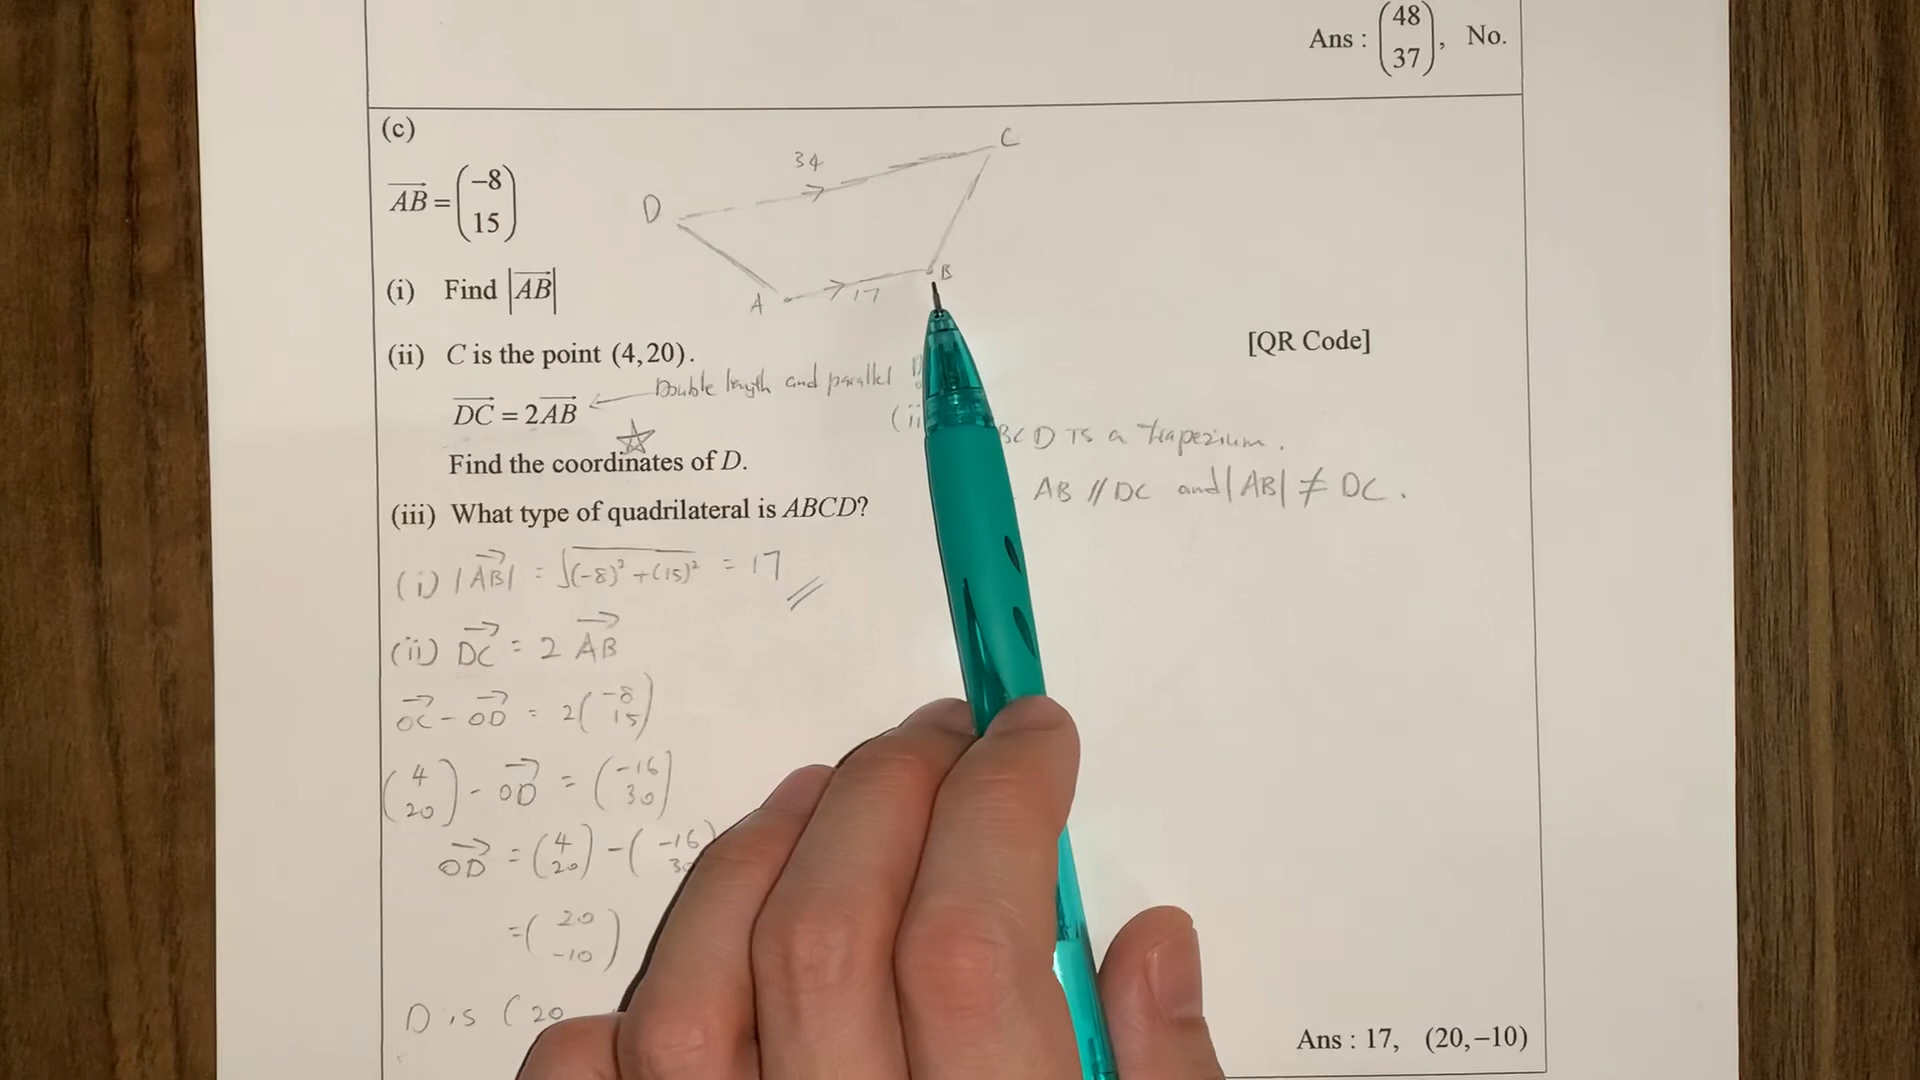 Ans : (48 37), No.
(c)
AB = (−8 15)
D 34 C
A 17 B
(i) Find |AB|
[QR Code]
(ii) C is the point (4,20).
Double length and parallel
DC = 2AB
(ii
BCD is a trapezium.
Find the coordinates of D.
AB // DC and |AB| ≠ DC.
(iii) What type of quadrilateral is ABCD?
(i) |AB| = √(-8)² + (15)² = 17
(ii) DC = 2 AB
OC - OD = 2(-8 15)
(4 20) - OD = (-16 30)
OD = (4 20) - (-16 30
= (20 -10)
D is (20
Ans : 17, (20,−10)